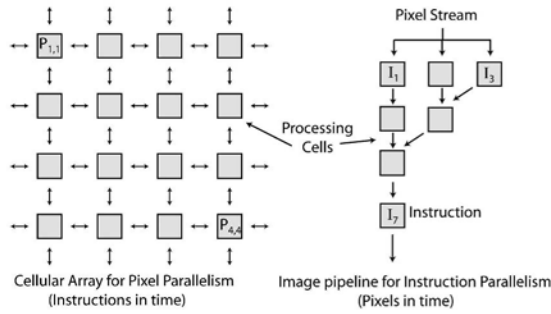 Pixel Stream
P1,1
I1
I3
Processing
Cells
P4,4
I7
Instruction
Cellular Array for Pixel Parallelism
(Instructions in time)
Image pipeline for Instruction Parallelism
(Pixels in time)